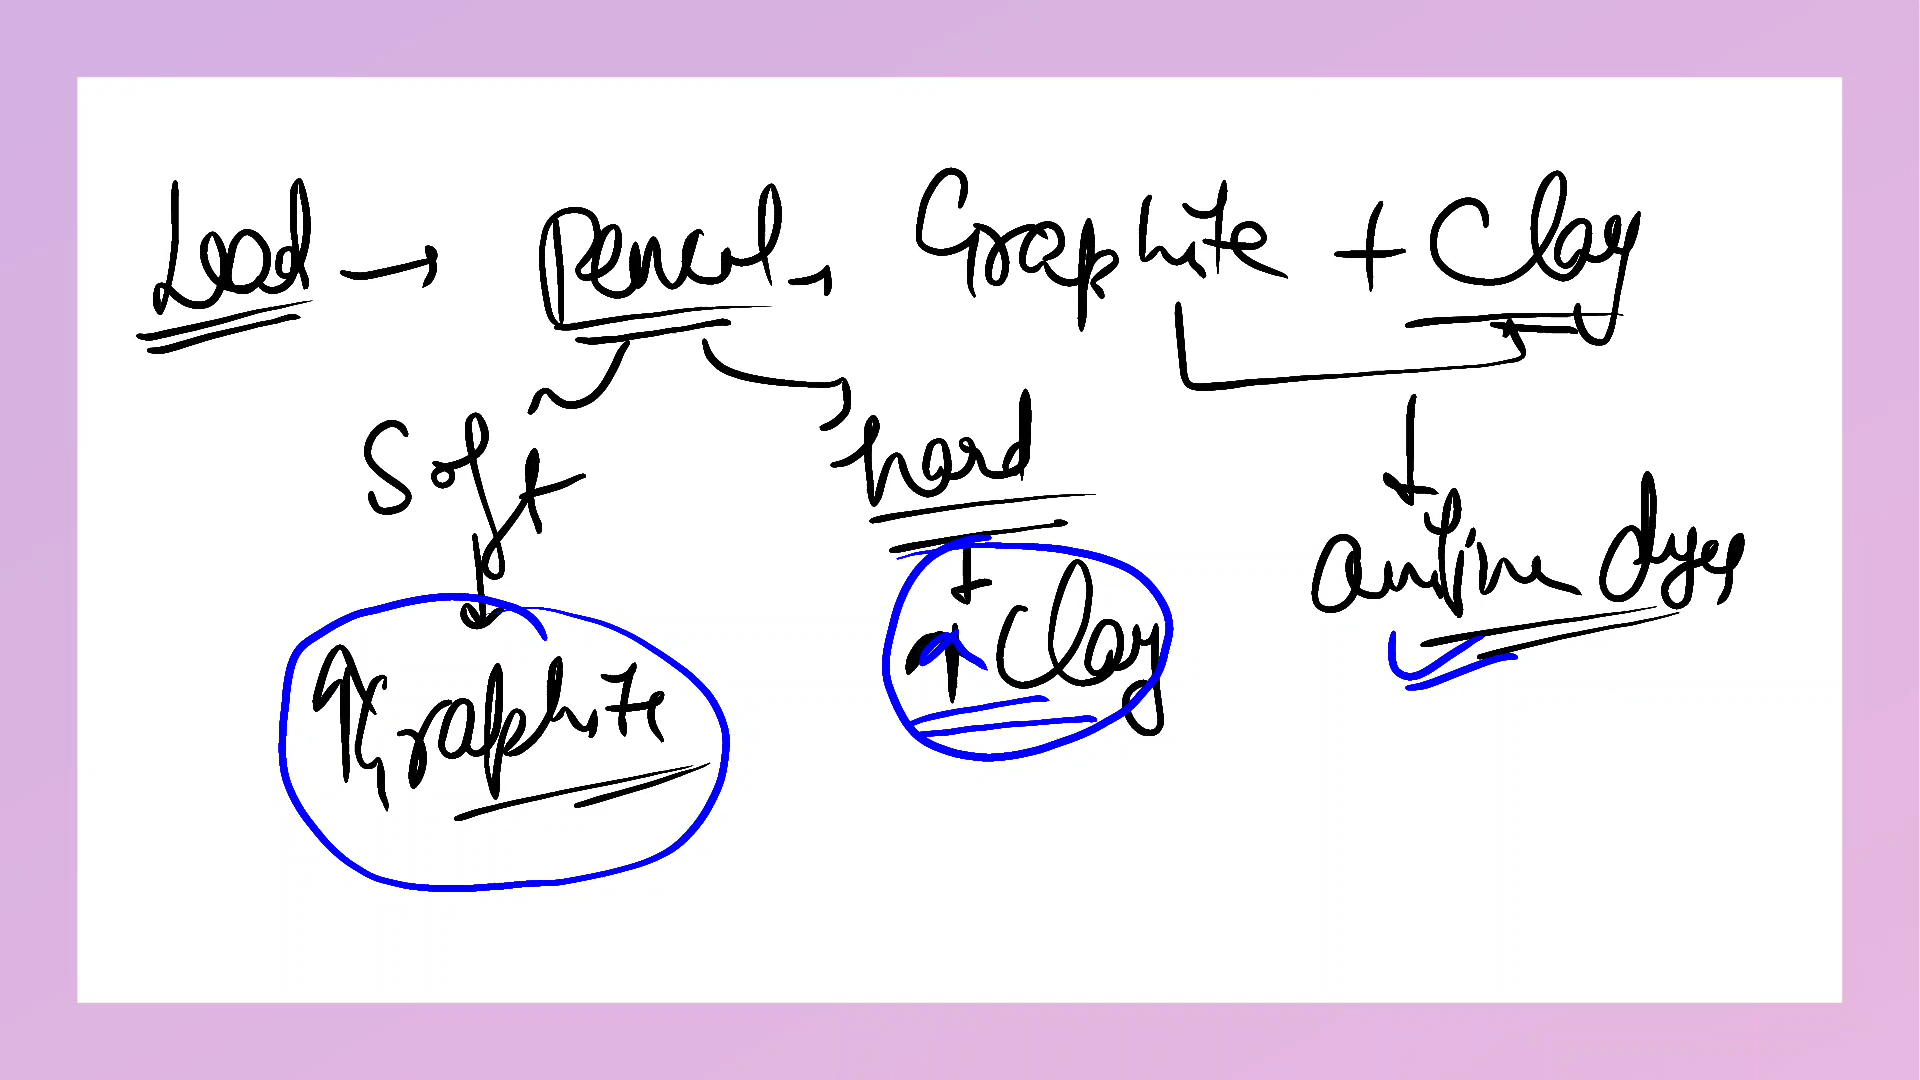 Lead → Pencil → Graphite + Clay
Soft hard
aniline dyes
↑ Graphite ↑ Clay